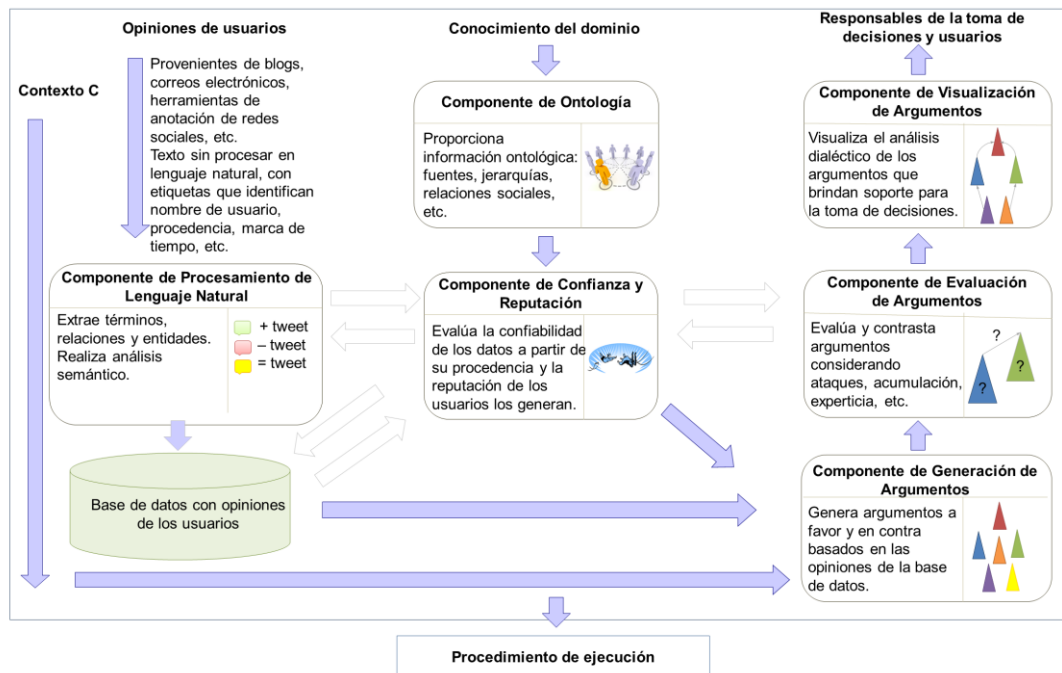 Opiniones de usuarios
Provenientes de blogs,
correos electrónicos,
herramientas de
anotación de redes
sociales, etc.
Texto sin procesar en
lenguaje natural, con
etiquetas que identifican
nombre de usuario,
procedencia, marca de
tiempo, etc.
Contexto C
Componente de Procesamiento de
Lenguaje Natural
Extrae términos,
relaciones y entidades.
Realiza análisis
semántico.
+ tweet
– tweet
= tweet
Base de datos con opiniones
de los usuarios
Conocimiento del dominio
Componente de Ontología
Proporciona
información ontológica:
fuentes, jerarquías,
relaciones sociales,
etc.
Componente de Confianza y
Reputación
Evalúa la confiabilidad
de los datos a partir de
su procedencia y la
reputación de los
usuarios los generan.
Responsables de la toma de
decisiones y usuarios
Componente de Visualización
de Argumentos
Visualiza el análisis
dialéctico de los
argumentos que
brindan soporte para
la toma de decisiones.
Componente de Evaluación
de Argumentos
Evalúa y contrasta
argumentos
considerando
ataques, acumulación,
experticia, etc.
?
?
?
Componente de Generación de
Argumentos
Genera argumentos a
favor y en contra
basados en las
opiniones de la base
de datos.
Procedimiento de ejecución